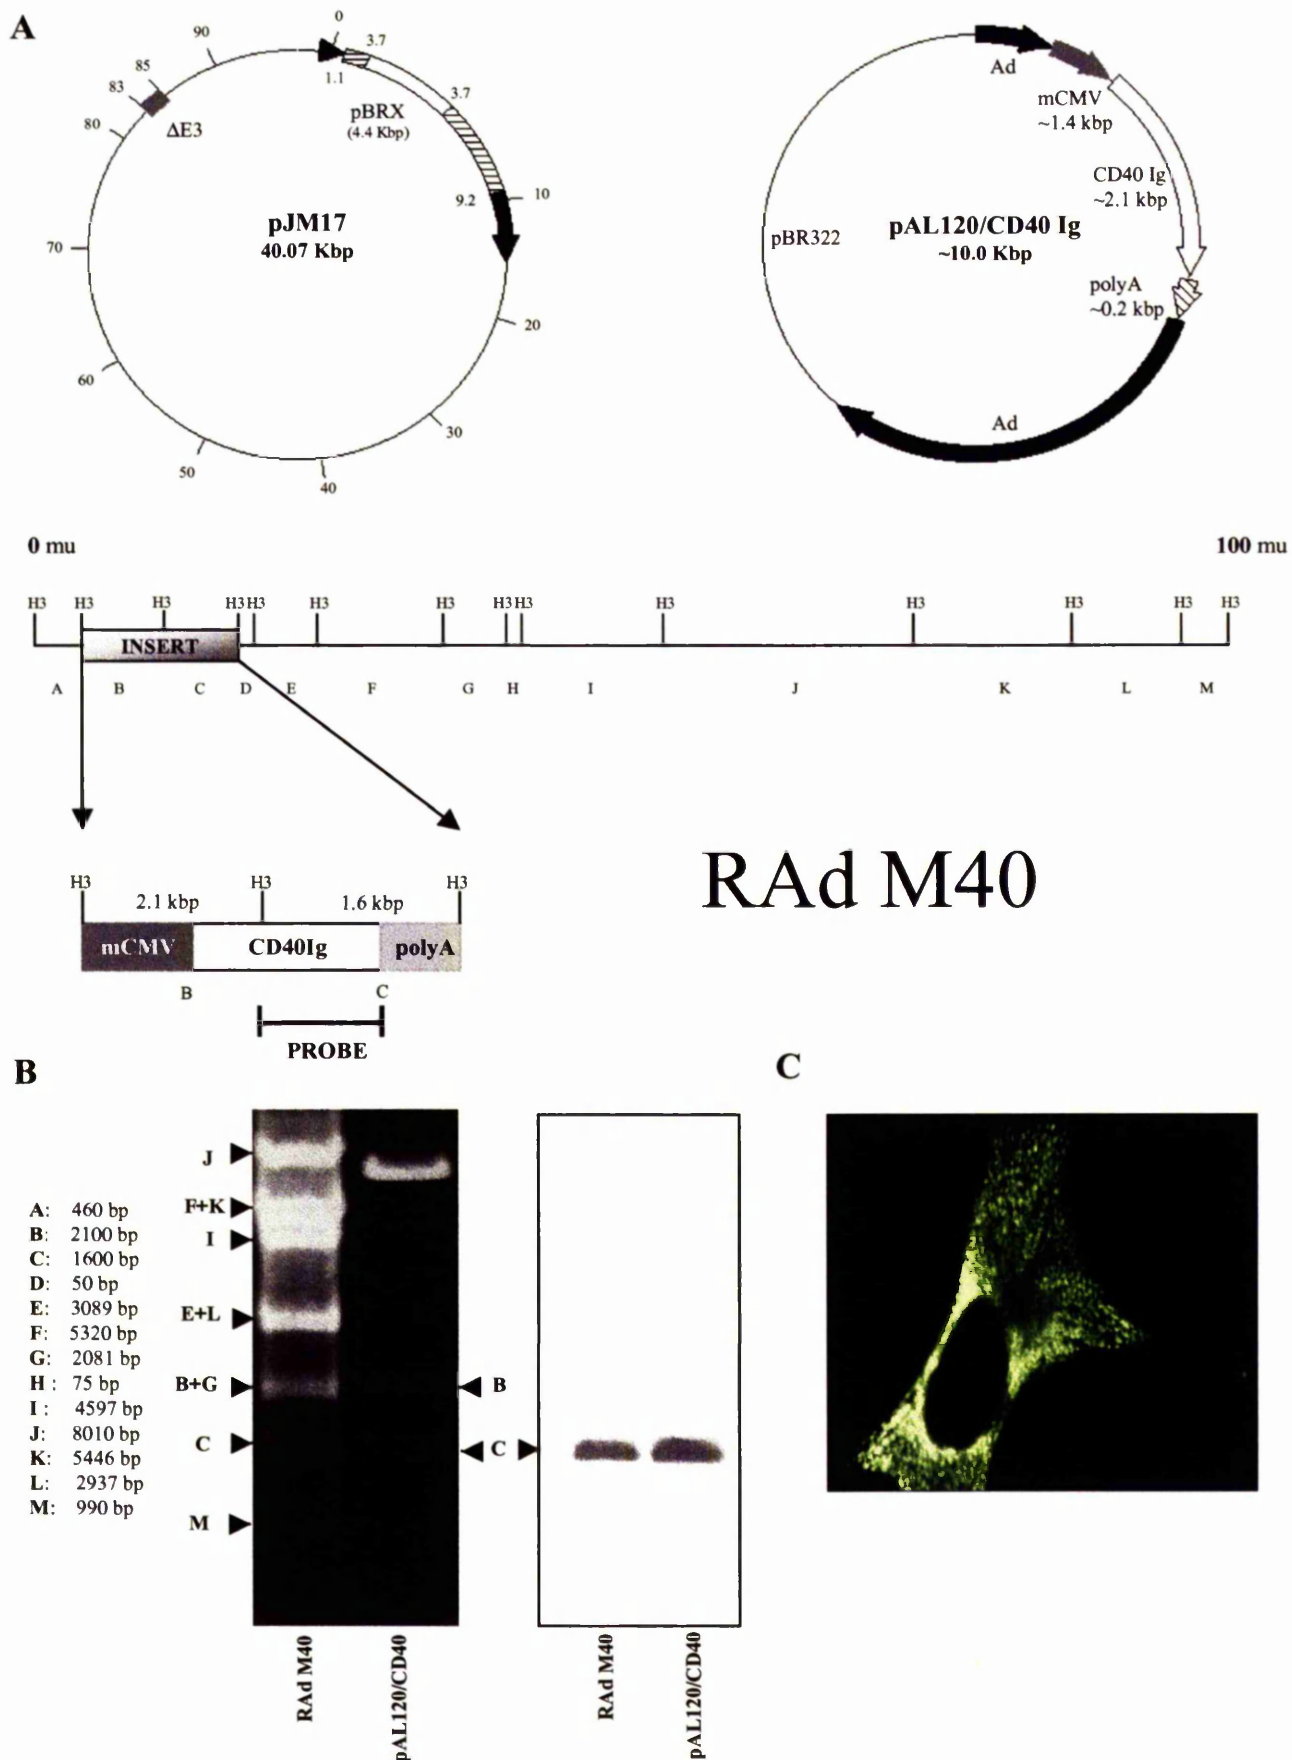 A
0
90
3.7
85
1.1
83
3.7
pBRX
(4.4 Kbp)
80
ΔE3
9.2
10
pJM17
40.07 Kbp
70
20
60
30
50
40
Ad
mCMV
~1.4 kbp
CD40 Ig
~2.1 kbp
pBR322
pAL120/CD40 Ig
~10.0 Kbp
polyA
~0.2 kbp
Ad
0 mu
100 mu
H3 H3 H3 H3 H3 H3 H3 H3 H3 H3 H3 H3 H3 H3
INSERT
A B C D E F G H I J K L M
RAd M40
H3 H3 H3
2.1 kbp 1.6 kbp
mCMV CD40Ig polyA
B C
PROBE
B
J
F+K
I
E+L
B+G
C
M
A: 460 bp
B: 2100 bp
C: 1600 bp
D: 50 bp
E: 3089 bp
F: 5320 bp
G: 2081 bp
H : 75 bp
I : 4597 bp
J: 8010 bp
K: 5446 bp
L: 2937 bp
M: 990 bp
B
C
RAd M40
pAL120/CD40
RAd M40
pAL120/CD40
C